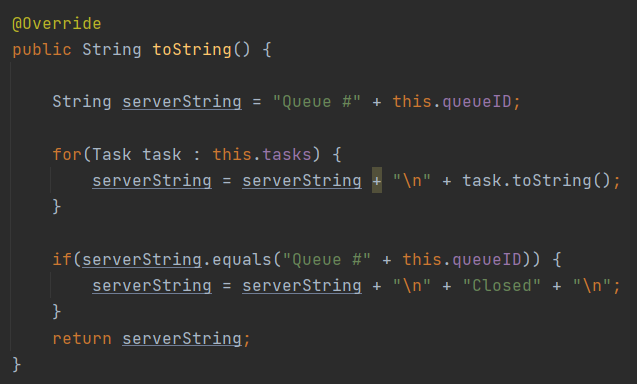 @Override
public String toString() {
String serverString = "Queue #" + this.queueID;
for(Task task : this.tasks) {
serverString = serverString + "\n" + task.toString();
}
if(serverString.equals("Queue #" + this.queueID)) {
serverString = serverString + "\n" + "Closed" + "\n";
}
return serverString;
}